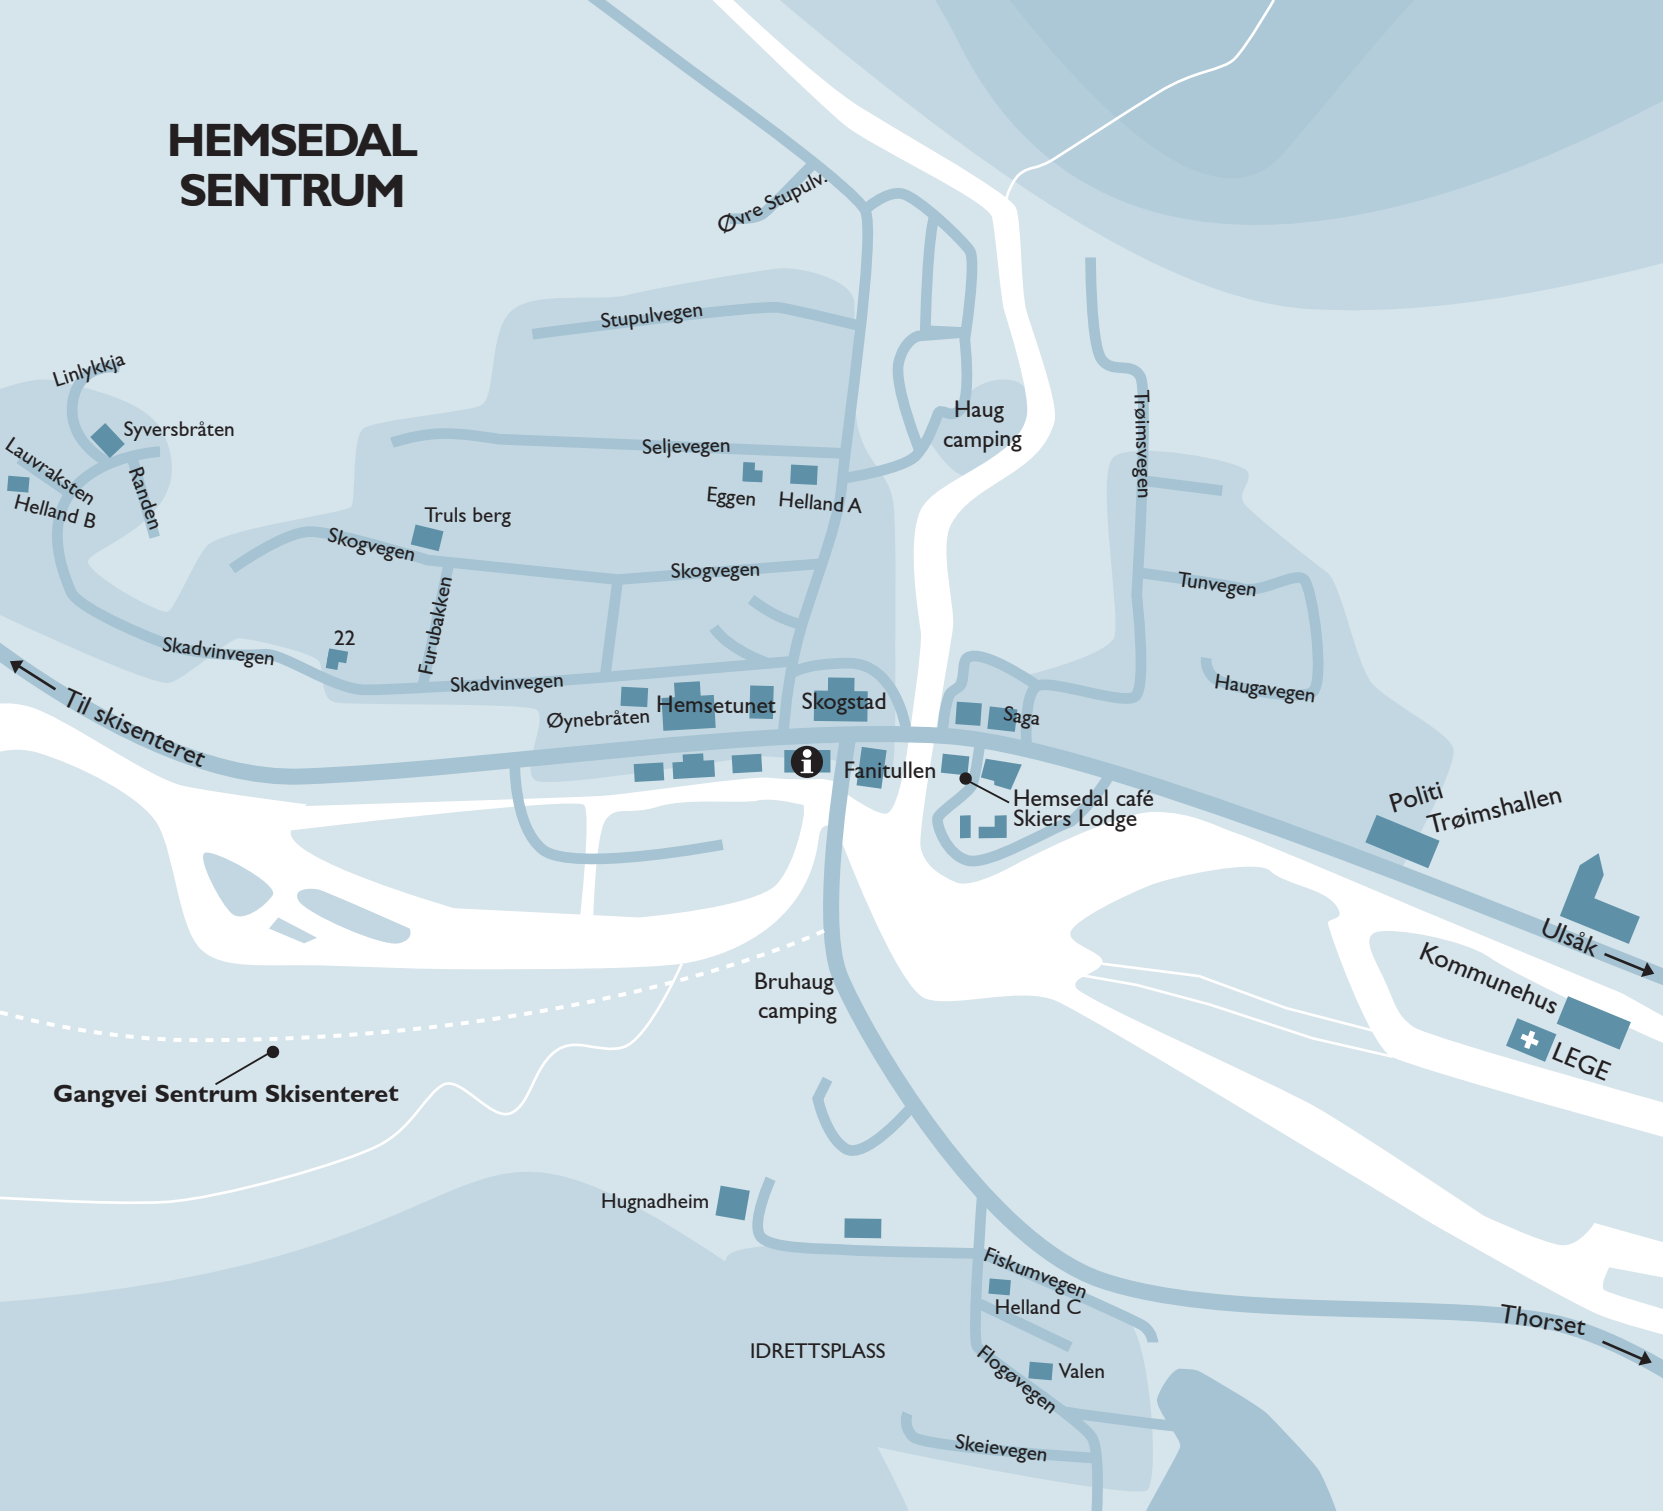 HEMSEDAL
SENTRUM
Øvre Stupulv.
Stupulvegen
Linlykkja
Syversbråten
Lauvraksten
Helland B
Randen
Haug
camping
Trøimsvegen
Seljevegen
Eggen
Helland A
Truls berg
Skogvegen
Skogvegen
Furubakken
Tunvegen
22
Skadvinvegen
Skadvinvegen
Haugavegen
Til skisenteret
Øynebråten
Hemsetunet
Skogstad
Saga
i
Fanitullen
Hemsedal café
Skiers Lodge
Politi
Trøimshallen
Ulsåk
Kommunehus
LEGE
Bruhaug
camping
Gangvei Sentrum Skisenteret
Hugnadheim
Fiskumvegen
Helland C
Thorset
IDRETTSPLASS
Flogøvegen
Valen
Skeievegen